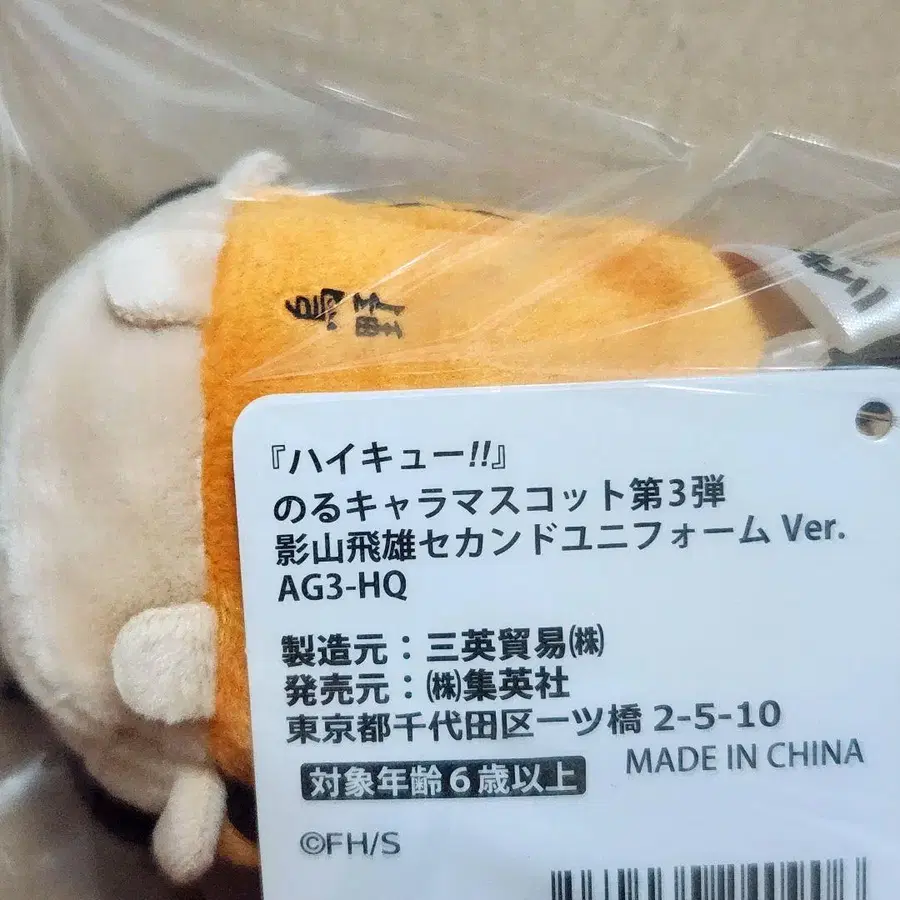 烏野
『ハイキュー!!』
のるキャラマスコット第3弾
影山飛雄セカンドユニフォーム Ver.
AG3-HQ
製造元：三英貿易㈱
発売元：㈱集英社
東京都千代田区一ツ橋 2-5-10
対象年齢6歳以上
MADE IN CHINA
©FH/S